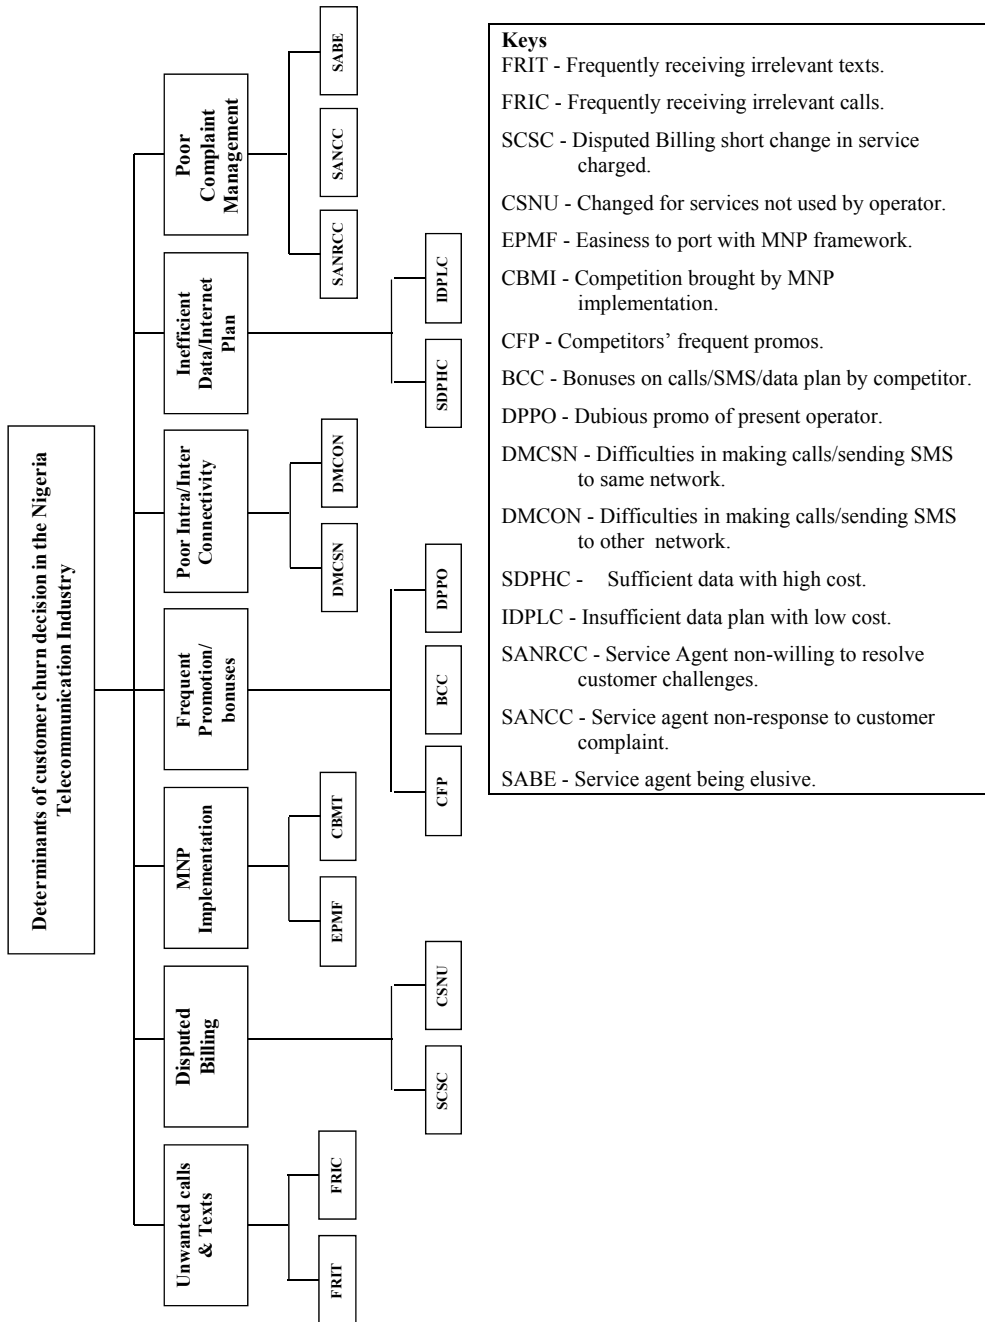 Determinants of customer churn decision in the Nigeria
Telecommunication Industry
Unwanted calls
& Texts
Disputed
Billing
MNP
Implementation
Frequent
Promotion/
bonuses
Poor Intra/Inter
Connectivity
Inefficient
Data/Internet
Plan
Poor
Complaint
Management
FRIT
FRIC
SCSC
CSNU
EPMF
CBMT
CFP
BCC
DPPO
DMCSN
DMCON
SDPHC
IDPLC
SANRCC
SANCC
SABE
Keys
FRIT - Frequently receiving irrelevant texts.
FRIC - Frequently receiving irrelevant calls.
SCSC - Disputed Billing short change in service
charged.
CSNU - Changed for services not used by operator.
EPMF - Easiness to port with MNP framework.
CBMI - Competition brought by MNP
implementation.
CFP - Competitors’ frequent promos.
BCC - Bonuses on calls/SMS/data plan by competitor.
DPPO - Dubious promo of present operator.
DMCSN - Difficulties in making calls/sending SMS
to same network.
DMCON - Difficulties in making calls/sending SMS
to other network.
SDPHC - Sufficient data with high cost.
IDPLC - Insufficient data plan with low cost.
SANRCC - Service Agent non-willing to resolve
customer challenges.
SANCC - Service agent non-response to customer
complaint.
SABE - Service agent being elusive.